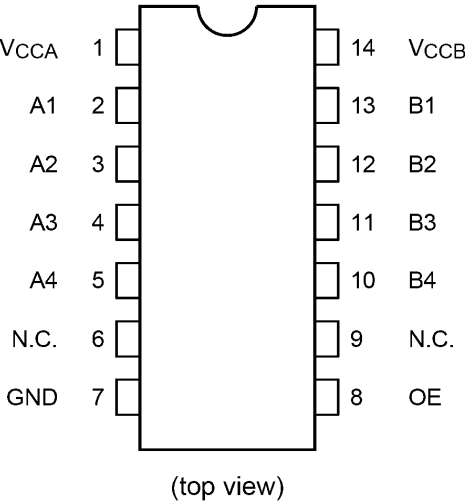 VCCA 1 14 VCCB
A1 2 13 B1
A2 3 12 B2
A3 4 11 B3
A4 5 10 B4
N.C. 6 9 N.C.
GND 7 8 OE
(top view)